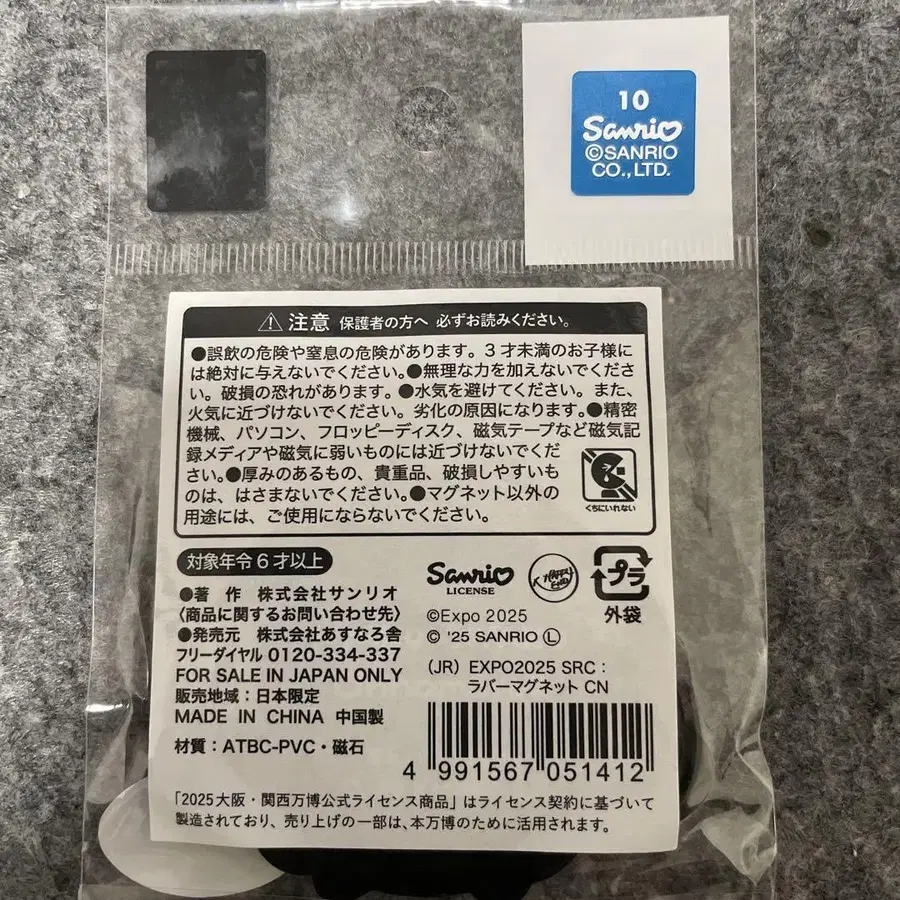 10
Sanrio
©SANRIO
CO.,LTD.
⚠ 注意 保護者の方へ 必ずお読みください。
●誤飲の危険や窒息の危険があります。3才未満のお子様に
は絶対に与えないでください。●無理な力を加えないでくださ
い。破損の恐れがあります。●水気を避けてください。また、
火気に近づけないでください。劣化の原因になります。●精密
機械、パソコン、フロッピーディスク、磁気テープなど磁気記
録メディアや磁気に弱いものには近づけないでくだ
さい。●厚みのあるもの、貴重品、破損しやすいも
のは、はさまないでください。●マグネット以外の
用途には、ご使用にならないでください。
くちにいれない
対象年令6才以上
●著 作 株式会社サンリオ
〈商品に関するお問い合わせ先〉
●発売元 株式会社あすなろ舎
フリーダイヤル 0120-334-337
FOR SALE IN JAPAN ONLY
販売地域：日本限定
MADE IN CHINA 中国製
材質：ATBC-PVC・磁石
Sanrio
LICENSE
HAPPY
END
プラ
外袋
©Expo 2025
© '25 SANRIO Ⓛ
(JR) EXPO2025 SRC：
ラバーマグネット CN
4 991567 051412
「2025大阪・関西万博公式ライセンス商品」はライセンス契約に基づいて
製造されており、売り上げの一部は、本万博のために活用されます。